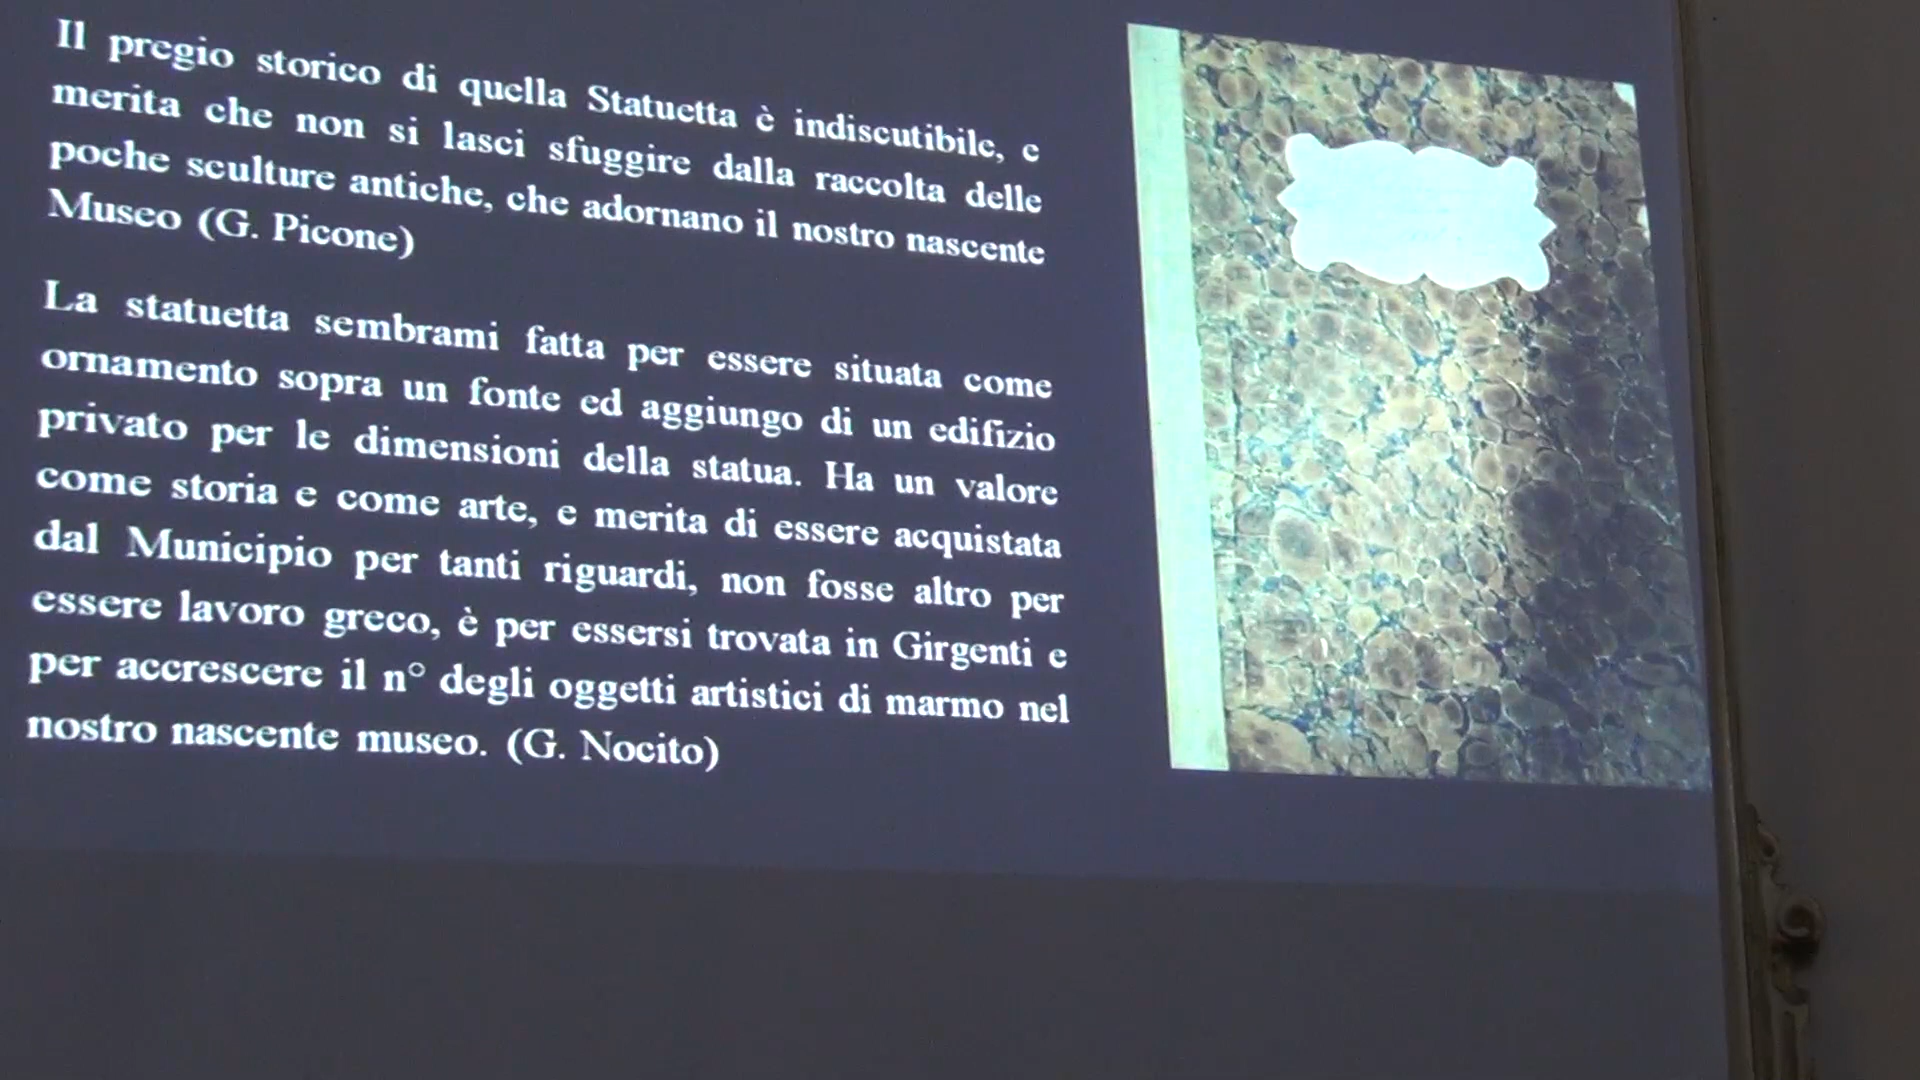 Il pregio storico di quella Statuetta è indiscutibile, e
merita che non si lasci sfuggire dalla raccolta delle
poche sculture antiche, che adornano il nostro nascente
Museo (G. Picone)
La statuetta sembrami fatta per essere situata come
ornamento sopra un fonte ed aggiungo di un edifizio
privato per le dimensioni della statua. Ha un valore
come storia e come arte, e merita di essere acquistata
dal Municipio per tanti riguardi, non fosse altro per
essere lavoro greco, è per essersi trovata in Girgenti e
per accrescere il n° degli oggetti artistici di marmo nel
nostro nascente museo. (G. Nocito)